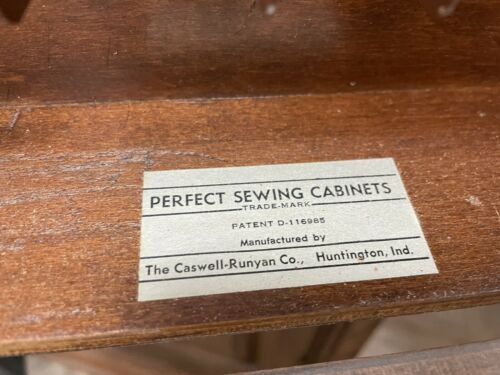 PERFECT SEWING CABINETS
TRADE-MARK
PATENT D-116985
Manufactured by
The Caswell-Runyan Co., Huntington, Ind.